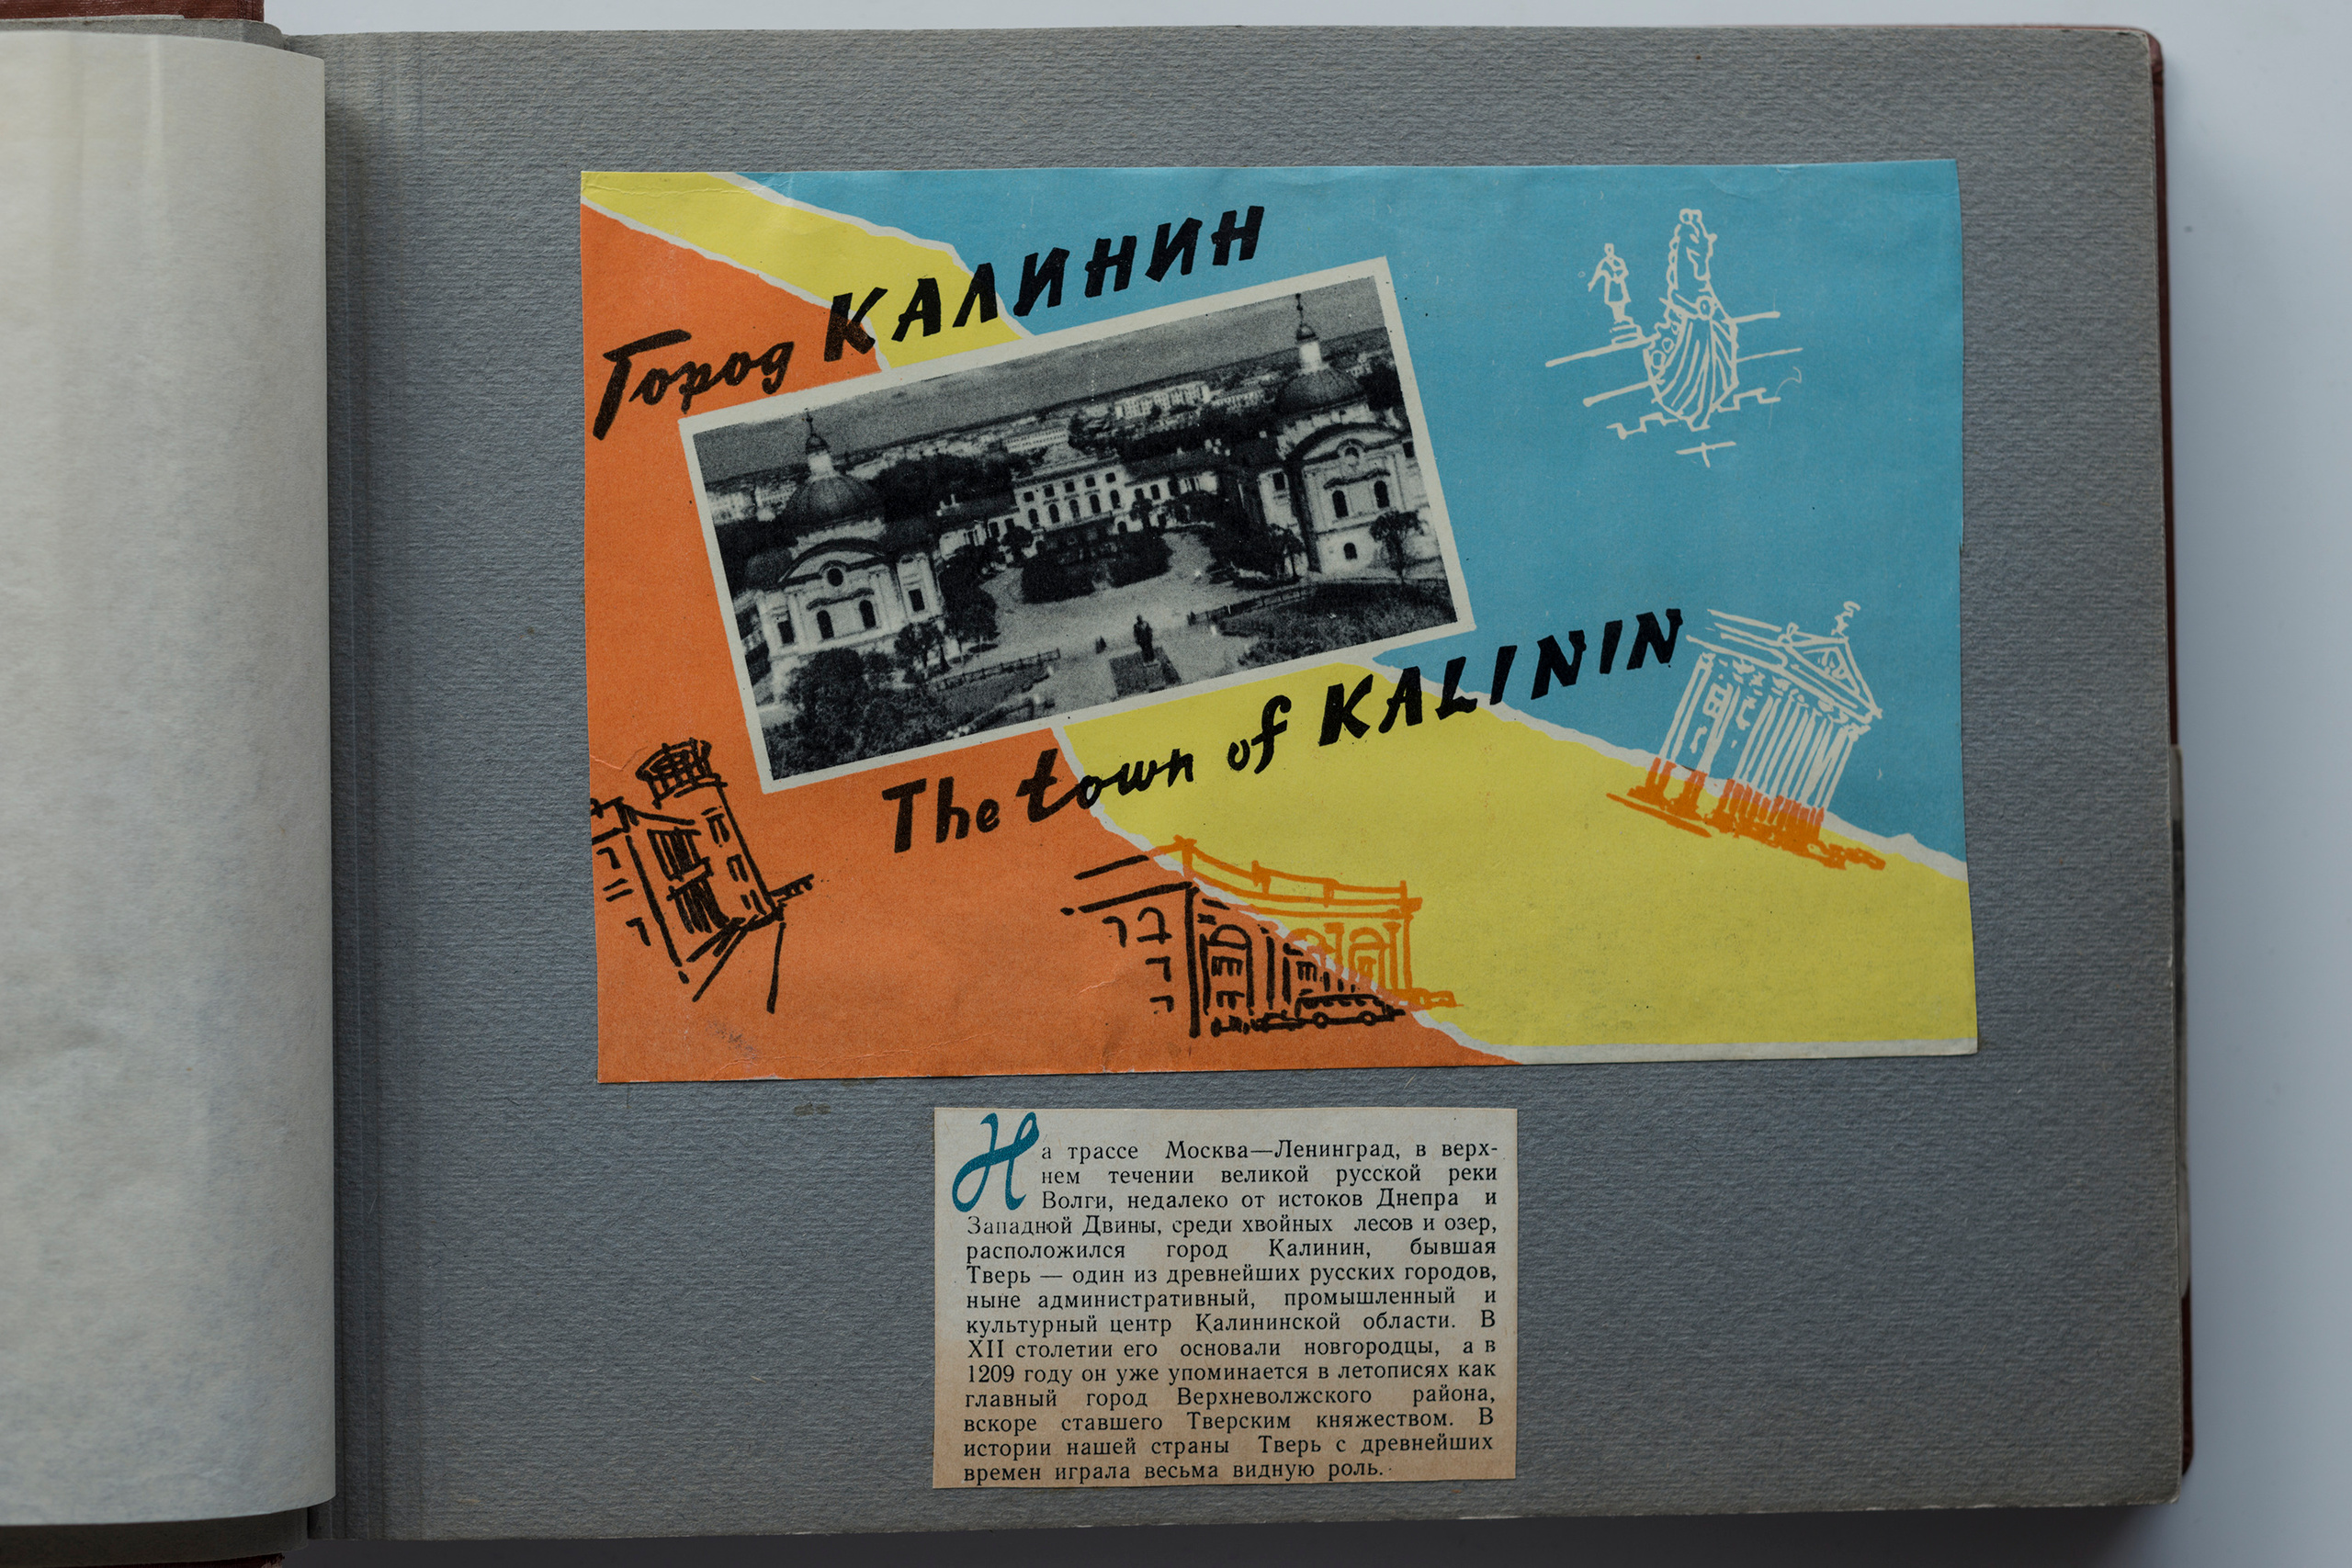 Город КАЛИНИН
The town of KALININ
На трассе Москва—Ленинград, в верх-
нем течении великой русской реки
Волги, недалеко от истоков Днепра и
Западной Двины, среди хвойных лесов и озер,
расположился город Калинин, бывшая
Тверь — один из древнейших русских городов,
ныне административный, промышленный и
культурный центр Калининской области. В
XII столетии его основали новгородцы, а в
1209 году он уже упоминается в летописях как
главный город Верхневолжского района,
вскоре ставшего Тверским княжеством. В
истории нашей страны Тверь с древнейших
времен играла весьма видную роль.